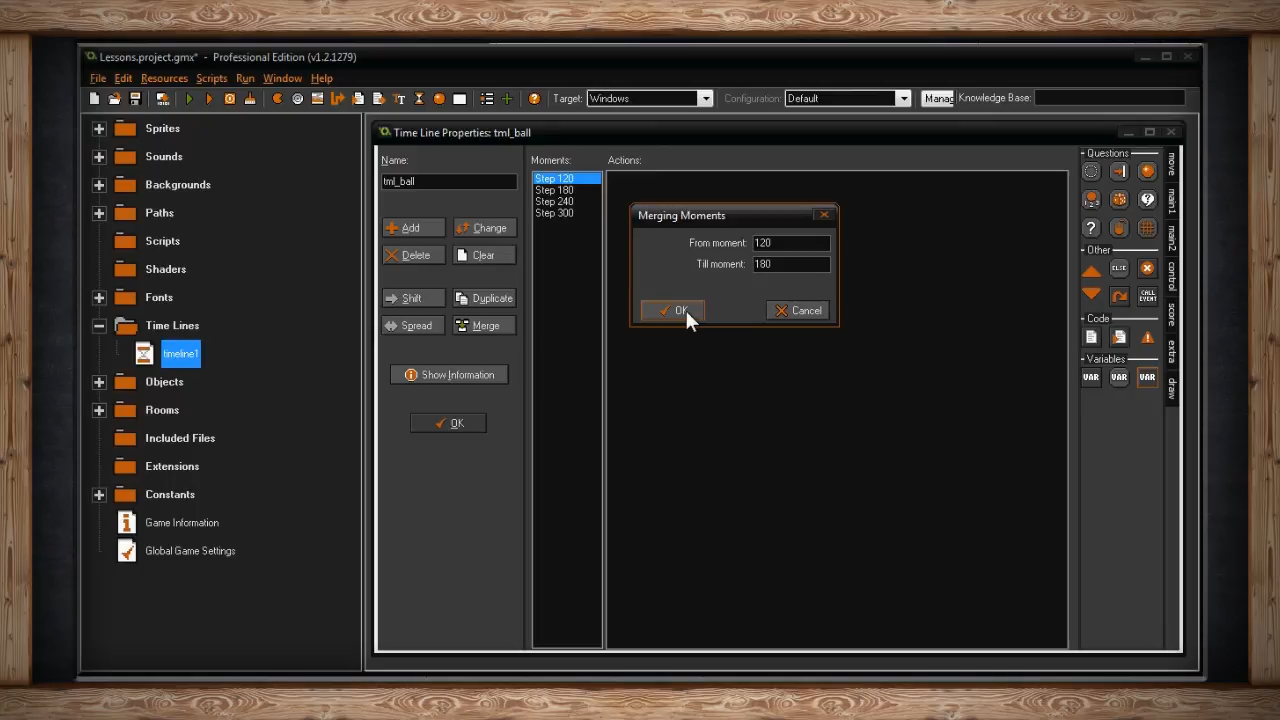 Lessons.project.gmx* - Professional Edition (v1.2.1279)
File Edit Resources Scripts Run Window Help
Target: Windows Configuration: Default Manag Knowledge Base:
Sprites
Sounds
Backgrounds
Paths
Scripts
Shaders
Fonts
Time Lines
timeline1
Objects
Rooms
Included Files
Extensions
Constants
Game Information
Global Game Settings
Time Line Properties: tml_ball
Name:
tml_ball
Add Change
Delete Clear
Shift Duplicate
Spread Merge
Show Information
OK
Moments:
Step 120
Step 180
Step 240
Step 300
Actions:
Merging Moments
From moment: 120
Till moment: 180
OK Cancel
Questions
Other
ELSE
CALL
EVENT
Code
Variables
VAR VAR VAR
move
main1
main2
control
score
extra
draw